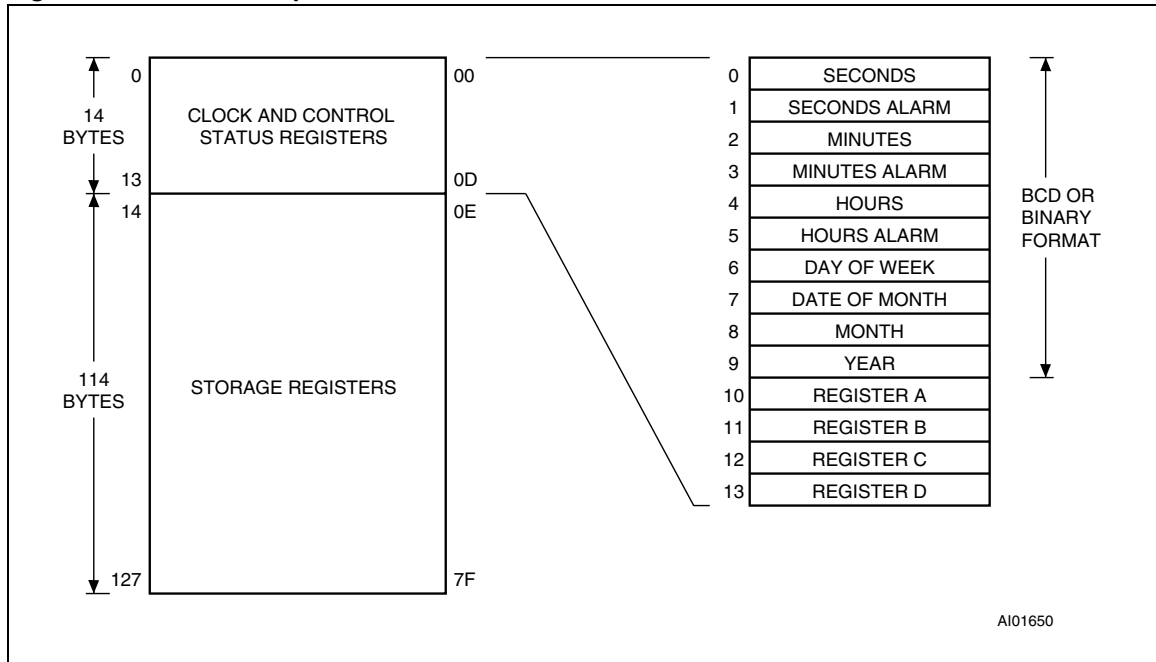 0
00
14
BYTES
CLOCK AND CONTROL
STATUS REGISTERS
13
0D
14
0E
114
BYTES
STORAGE REGISTERS
127
7F
0 SECONDS
1 SECONDS ALARM
2 MINUTES
3 MINUTES ALARM
4 HOURS
5 HOURS ALARM
6 DAY OF WEEK
7 DATE OF MONTH
8 MONTH
9 YEAR
10 REGISTER A
11 REGISTER B
12 REGISTER C
13 REGISTER D
BCD OR
BINARY
FORMAT
AI01650